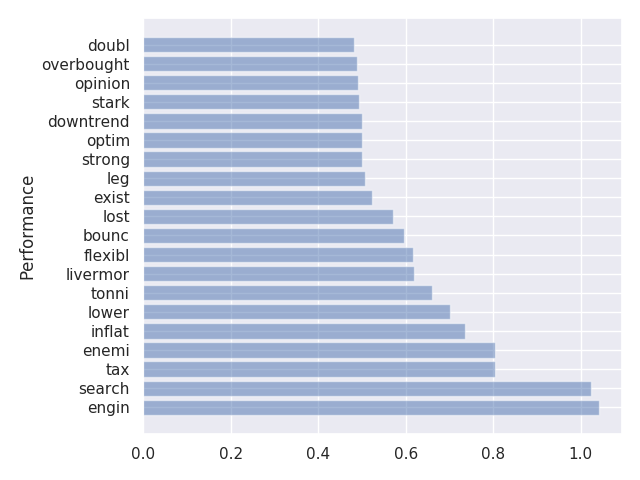 doubl
overbought
opinion
stark
downtrend
optim
strong
leg
exist
lost
bounc
flexibl
livermor
tonni
lower
inflat
enemi
tax
search
engin
Performance
0.0 0.2 0.4 0.6 0.8 1.0